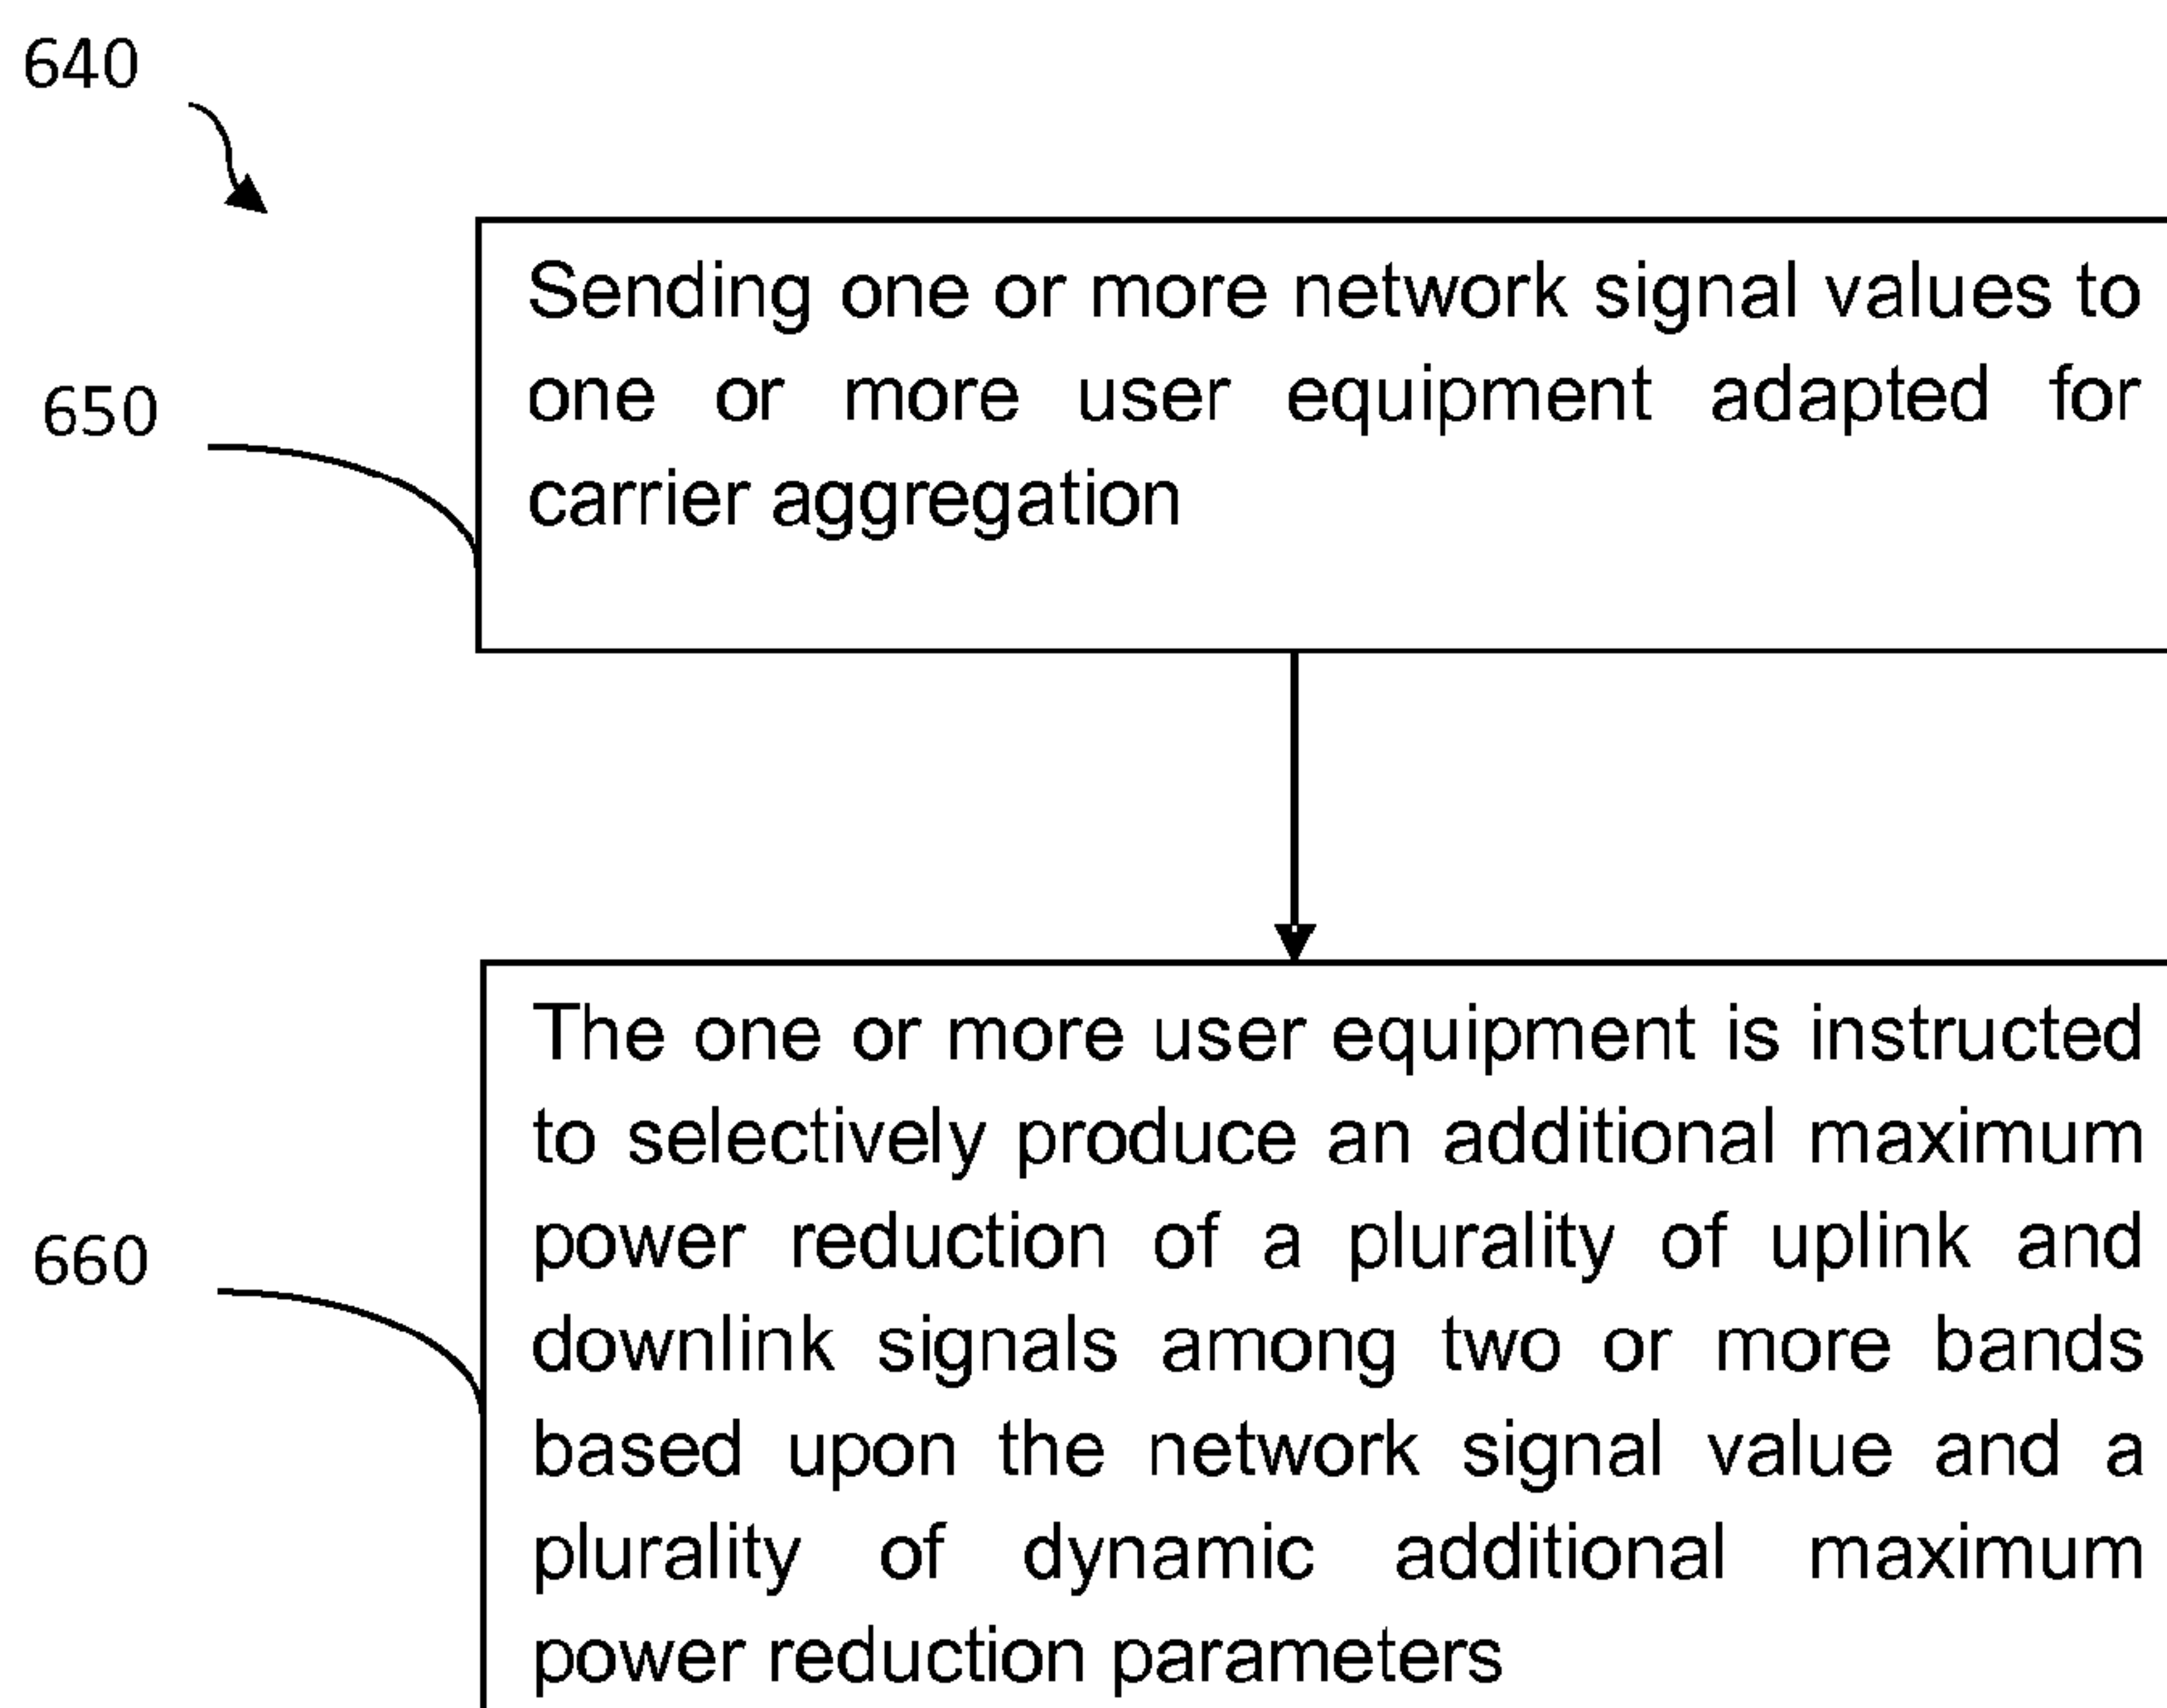 640
Sending one or more network signal values to
one or more user equipment adapted for
carrier aggregation
650
The one or more user equipment is instructed
to selectively produce an additional maximum
power reduction of a plurality of uplink and
downlink signals among two or more bands
based upon the network signal value and a
plurality of dynamic additional maximum
power reduction parameters
660